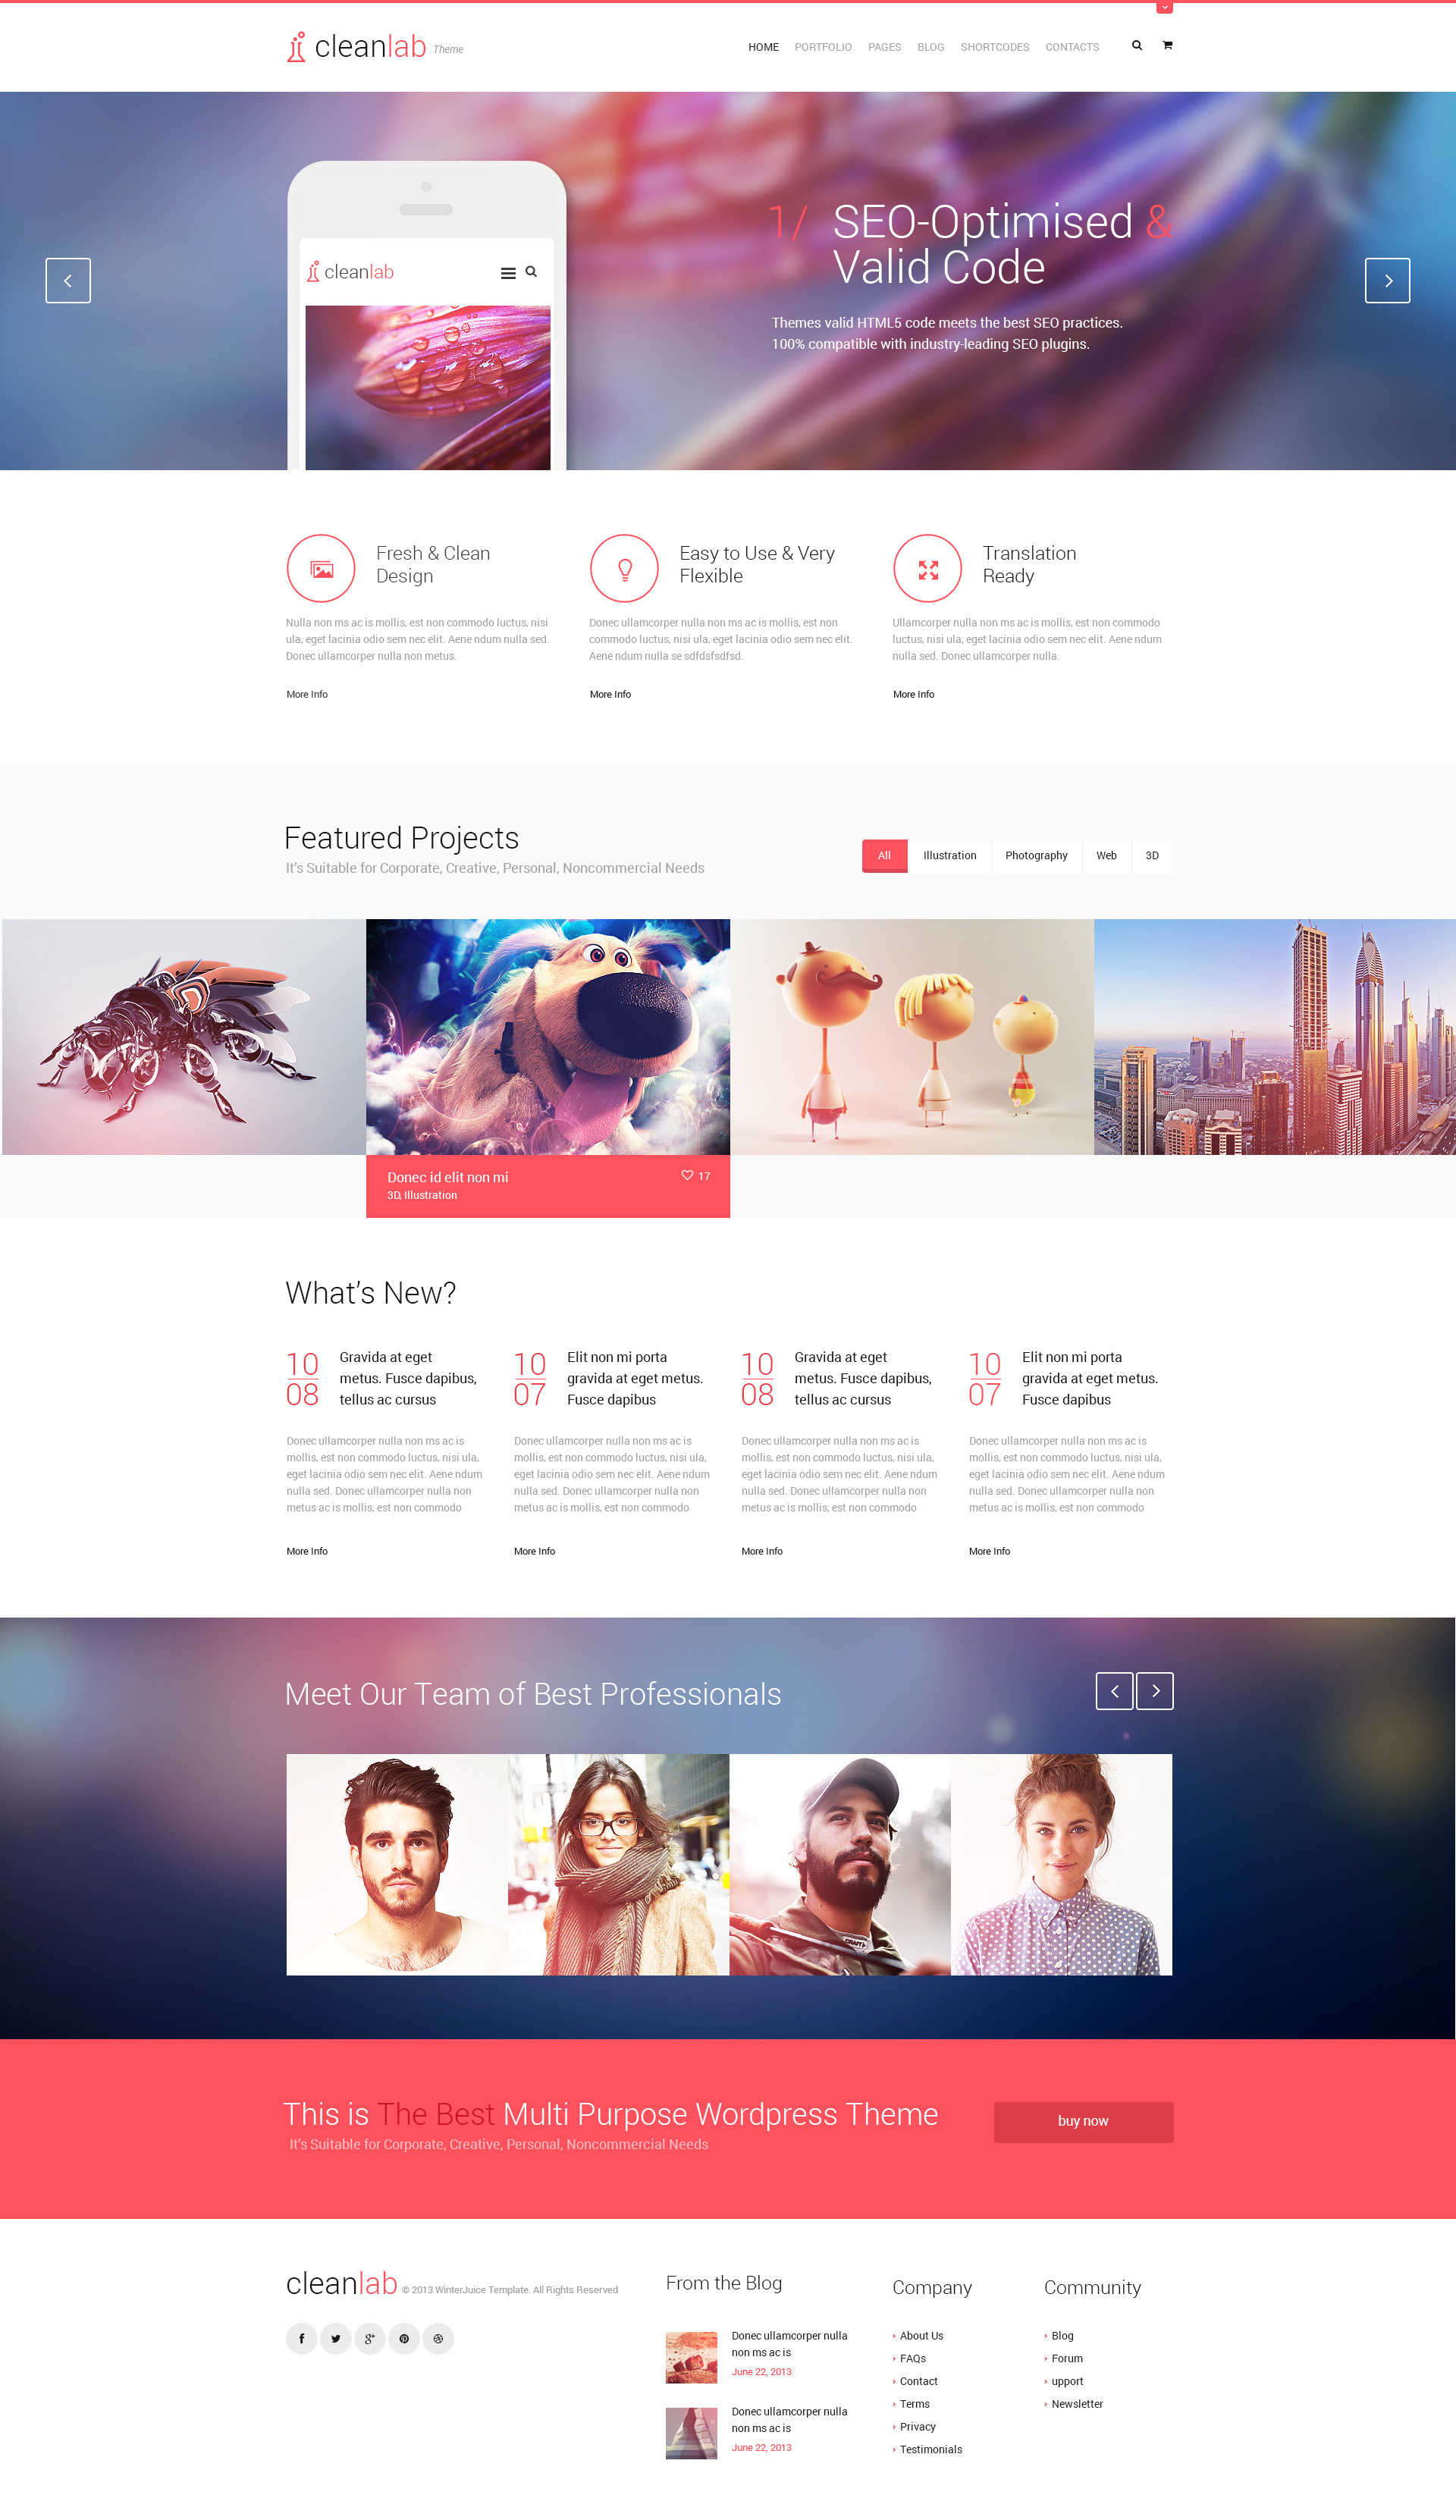 cleanlab Theme
HOME PORTFOLIO PAGES BLOG SHORTCODES CONTACTS
cleanlab
1/ SEO-Optimised &
Valid Code
Themes valid HTML5 code meets the best SEO practices.
100% compatible with industry-leading SEO plugins.
Fresh & Clean
Design
Nulla non ms ac is mollis, est non commodo luctus, nisi
ula, eget lacinia odio sem nec elit. Aene ndum nulla sed.
Donec ullamcorper nulla non metus.
More Info
Easy to Use & Very
Flexible
Donec ullamcorper nulla non ms ac is mollis, est non
commodo luctus, nisi ula, eget lacinia odio sem nec elit.
Aene ndum nulla se sdfdsfsdfsd.
More Info
Translation
Ready
Ullamcorper nulla non ms ac is mollis, est non commodo
luctus, nisi ula, eget lacinia odio sem nec elit. Aene ndum
nulla sed. Donec ullamcorper nulla.
More Info
Featured Projects
It's Suitable for Corporate, Creative, Personal, Noncommercial Needs
All Illustration Photography Web 3D
Donec id elit non mi
17
3D, Illustration
What's New?
10
08
Gravida at eget
metus. Fusce dapibus,
tellus ac cursus
Donec ullamcorper nulla non ms ac is
mollis, est non commodo luctus, nisi ula,
eget lacinia odio sem nec elit. Aene ndum
nulla sed. Donec ullamcorper nulla non
metus ac is mollis, est non commodo
More Info
10
07
Elit non mi porta
gravida at eget metus.
Fusce dapibus
Donec ullamcorper nulla non ms ac is
mollis, est non commodo luctus, nisi ula,
eget lacinia odio sem nec elit. Aene ndum
nulla sed. Donec ullamcorper nulla non
metus ac is mollis, est non commodo
More Info
10
08
Gravida at eget
metus. Fusce dapibus,
tellus ac cursus
Donec ullamcorper nulla non ms ac is
mollis, est non commodo luctus, nisi ula,
eget lacinia odio sem nec elit. Aene ndum
nulla sed. Donec ullamcorper nulla non
metus ac is mollis, est non commodo
More Info
10
07
Elit non mi porta
gravida at eget metus.
Fusce dapibus
Donec ullamcorper nulla non ms ac is
mollis, est non commodo luctus, nisi ula,
eget lacinia odio sem nec elit. Aene ndum
nulla sed. Donec ullamcorper nulla non
metus ac is mollis, est non commodo
More Info
Meet Our Team of Best Professionals
CRAFT
This is The Best Multi Purpose Wordpress Theme
It's Suitable for Corporate, Creative, Personal, Noncommercial Needs
buy now
cleanlab © 2013 WinterJuice Template. All Rights Reserved
From the Blog
Donec ullamcorper nulla
non ms ac is
June 22, 2013
Donec ullamcorper nulla
non ms ac is
June 22, 2013
Company
About Us
FAQs
Contact
Terms
Privacy
Testimonials
Community
Blog
Forum
upport
Newsletter